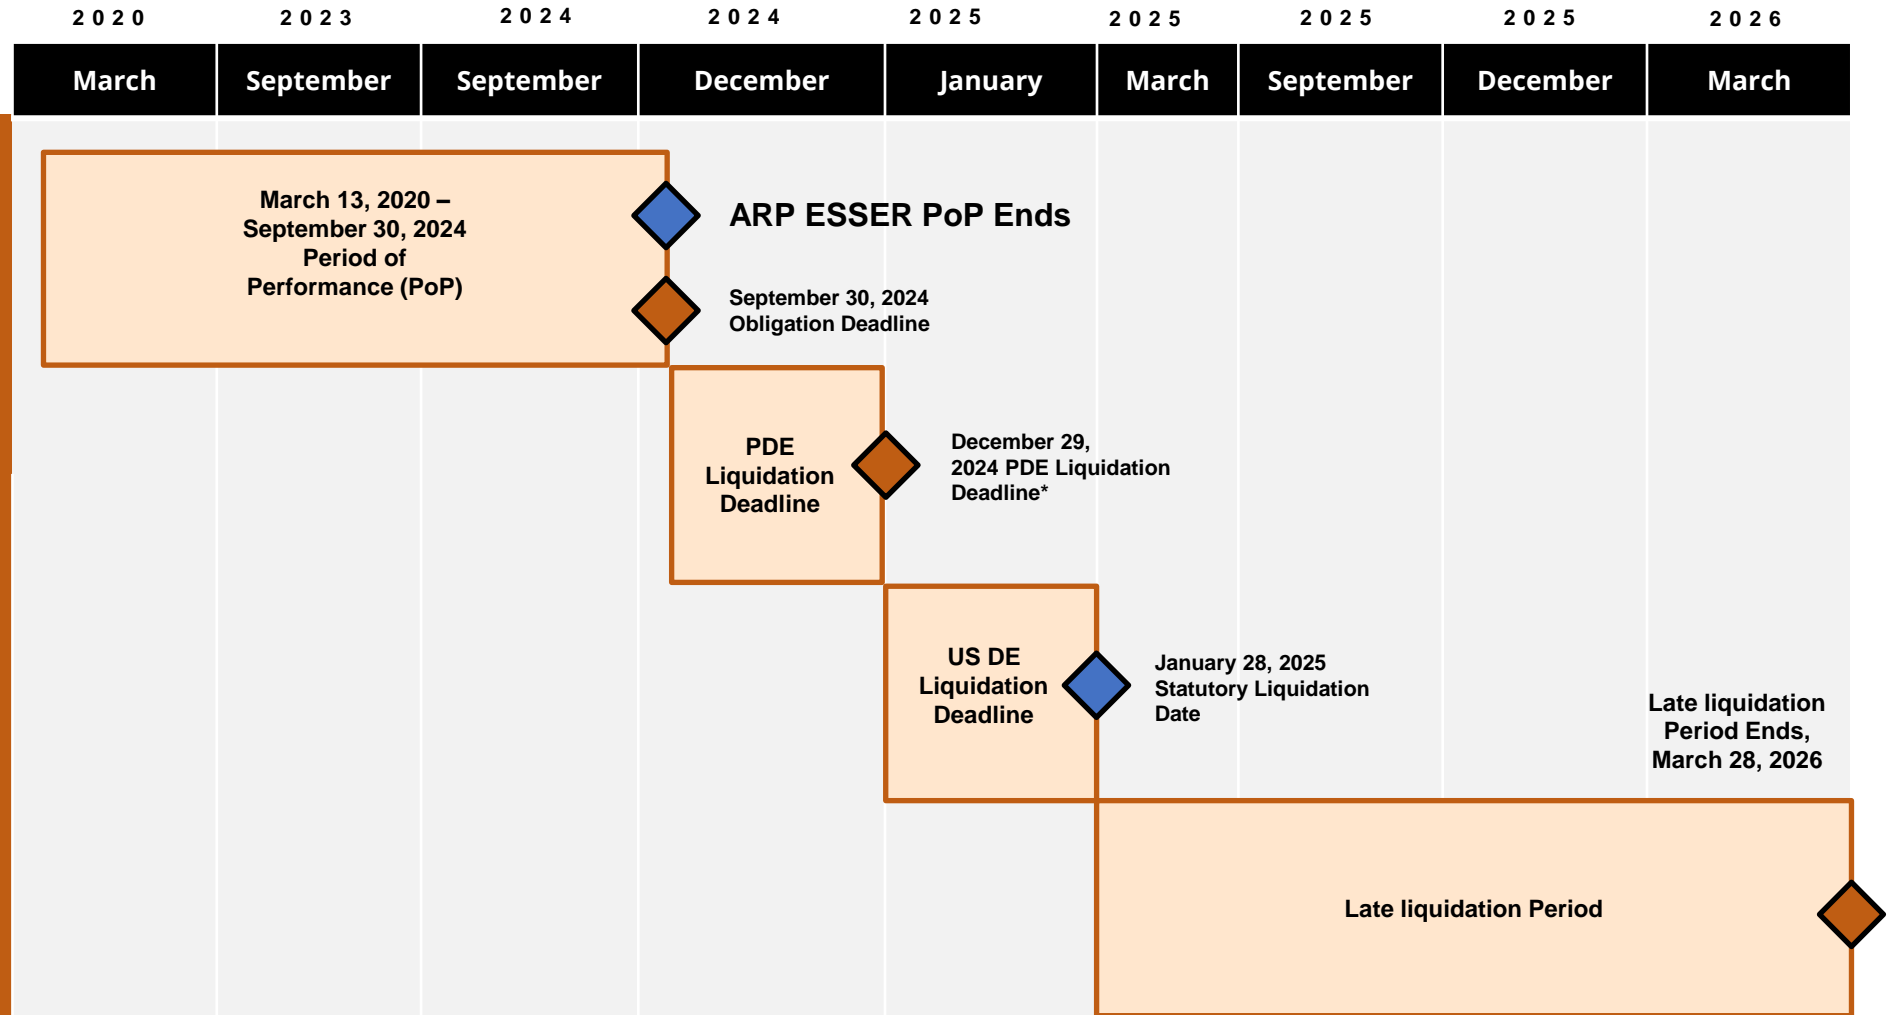 2020 2023 2024 2024 2025 2025 2025 2025 2026
March September September December January March September December March
March 13, 2020 –
September 30, 2024
Period of
Performance (PoP)
ARP ESSER PoP Ends
September 30, 2024
Obligation Deadline
PDE
Liquidation
Deadline
December 29,
2024 PDE Liquidation
Deadline*
US DE
Liquidation
Deadline
January 28, 2025
Statutory Liquidation
Date
Late liquidation
Period Ends,
March 28, 2026
Late liquidation Period